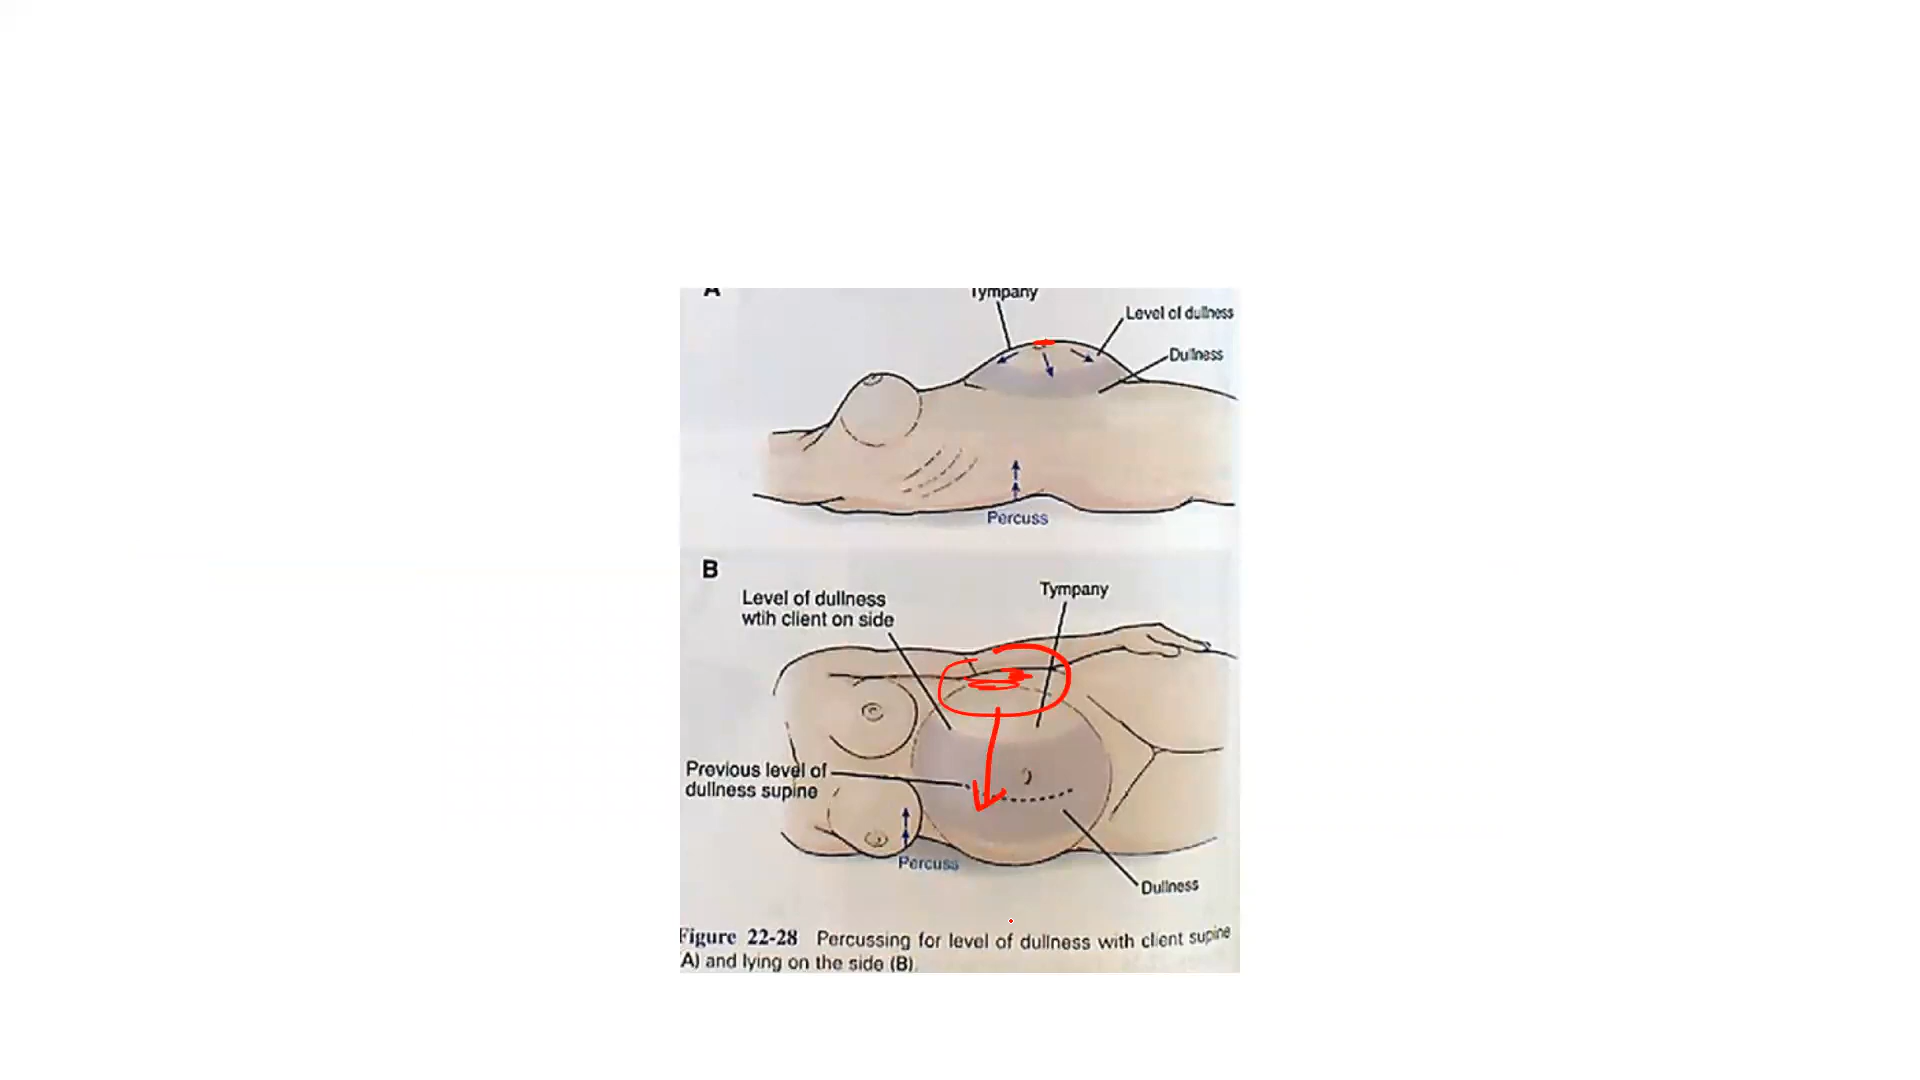 A
Tympany
Level of dullness
Dullness
Percuss
B
Level of dullness
wtih client on side
Tympany
Previous level of
dullness supine
Percuss
Dullness
Figure 22-28 Percussing for level of dullness with client supine
(A) and lying on the side (B).